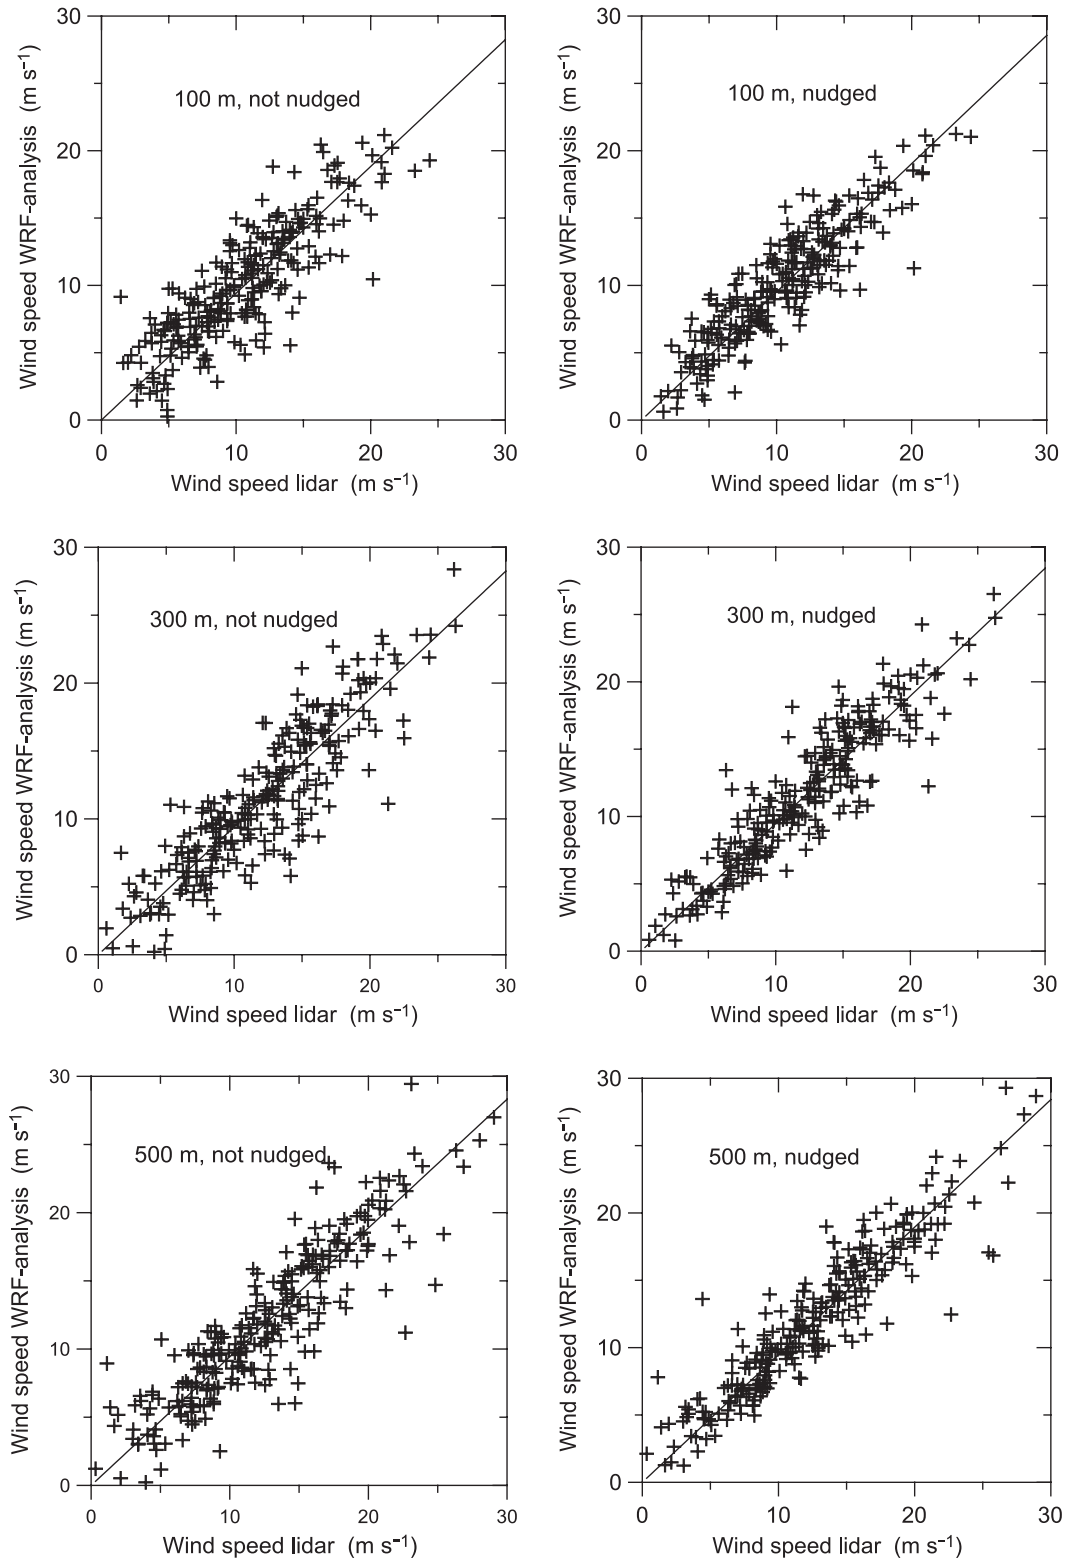 30
20
10
0
Wind speed WRF-analysis (m s⁻¹)
100 m, not nudged
0 10 20 30
Wind speed lidar (m s⁻¹)
30
20
10
0
Wind speed WRF-analysis (m s⁻¹)
100 m, nudged
0 10 20 30
Wind speed lidar (m s⁻¹)
30
20
10
0
Wind speed WRF-analysis (m s⁻¹)
300 m, not nudged
0 10 20 30
Wind speed lidar (m s⁻¹)
30
20
10
0
Wind speed WRF-analysis (m s⁻¹)
300 m, nudged
0 10 20 30
Wind speed lidar (m s⁻¹)
30
20
10
0
Wind speed WRF-analysis (m s⁻¹)
500 m, not nudged
0 10 20 30
Wind speed lidar (m s⁻¹)
30
20
10
0
Wind speed WRF-analysis (m s⁻¹)
500 m, nudged
0 10 20 30
Wind speed lidar (m s⁻¹)